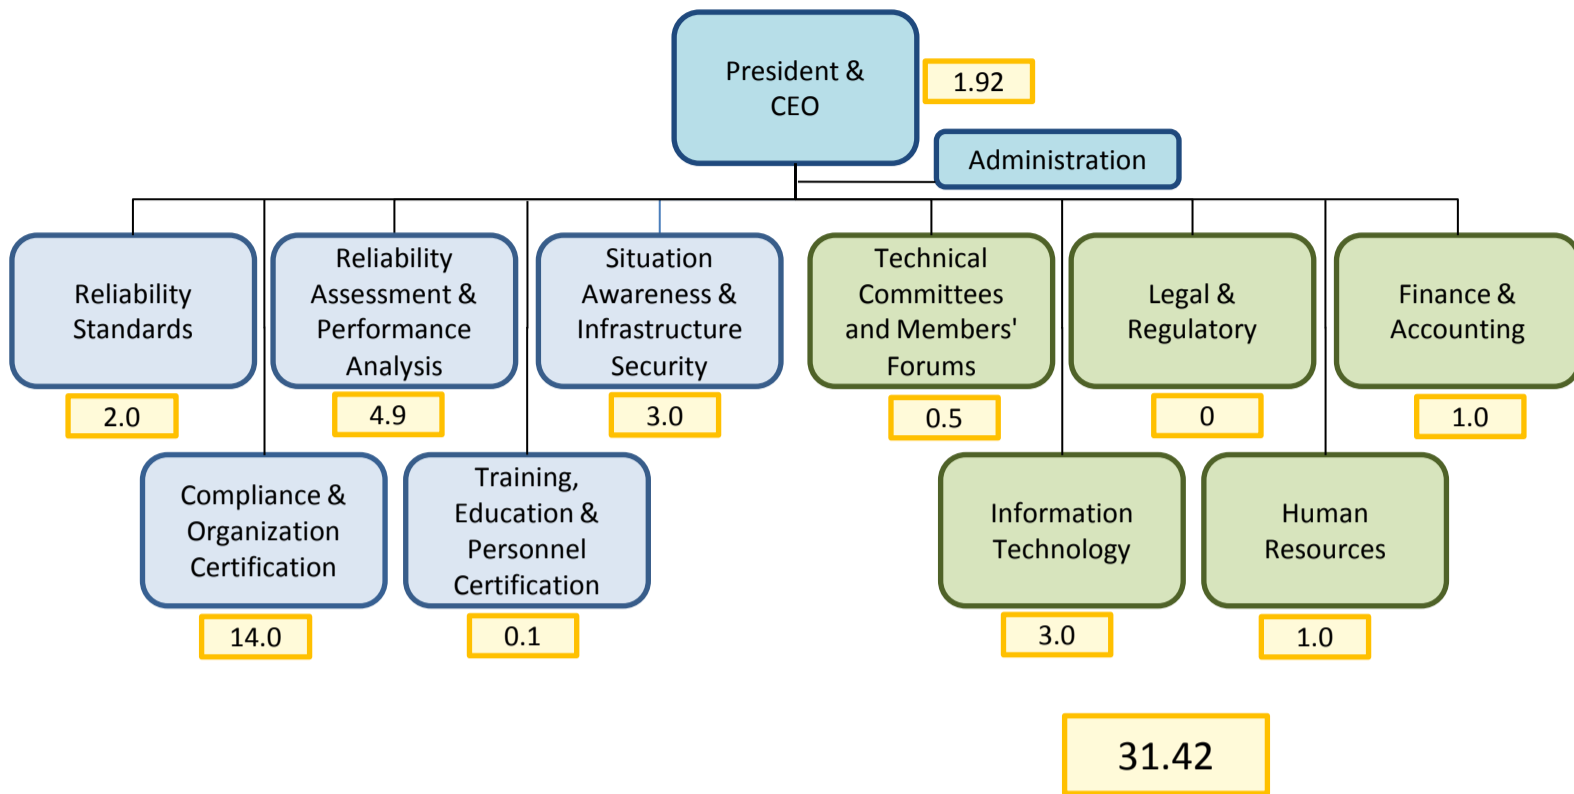 President &
CEO
1.92
Administration
Reliability
Standards
2.0
Reliability
Assessment &
Performance
Analysis
4.9
Situation
Awareness &
Infrastructure
Security
3.0
Technical
Committees
and Members'
Forums
0.5
Legal &
Regulatory
0
Finance &
Accounting
1.0
Compliance &
Organization
Certification
14.0
Training,
Education &
Personnel
Certification
0.1
Information
Technology
3.0
Human
Resources
1.0
31.42